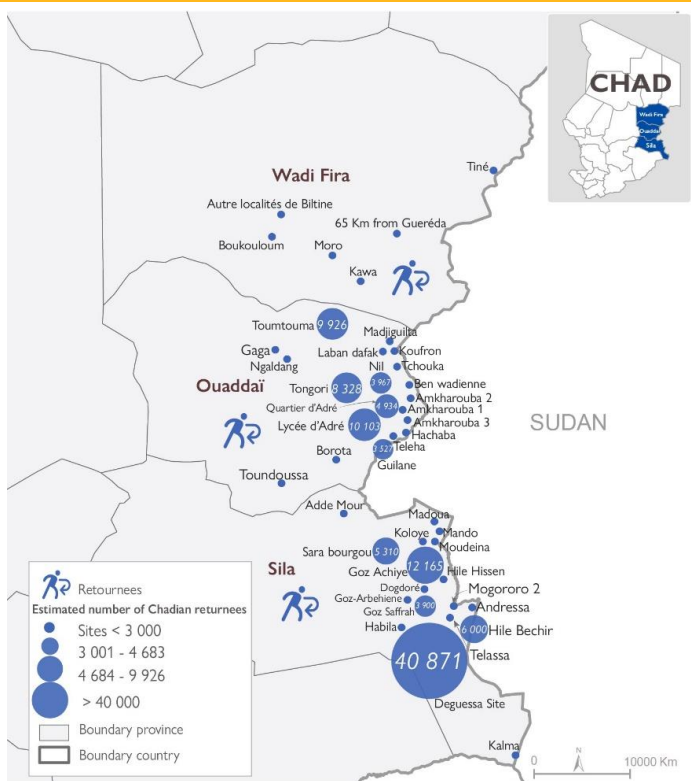 CHAD
Wadi Fira
Ouaddai
Sila
Tiné
Wadi Fira
Autre localités de Biltine
65 Km from Gueréda
Boukouloum
Moro
Kawa
Toumtouma
9 926
Madjiguilta
Gaga
Laban dafak
Koufron
Ngaldang
Nil
Tchouka
Ouaddaï
Tongori
8 328
3 967
Ben wadienne
Amkharouba 2
Quartier d'Adré
4 934
Amkharouba 1
Lycée d'Adré
10 103
Amkharouba 3
SUDAN
Hachaba
Borota
3 527
Teleha
Guilane
Toundoussa
Adde Mour
Madoua
Koloye
Mando
Sara bourgou
5 310
Moudeina
Sila
Goz Achiye
12 165
Hile Hissen
Dogdoré
Mogororo 2
Goz-Arbehiene
3 900
Andressa
Goz Saffrah
Habila
6 000
Hile Bechir
Telassa
40 871
Deguessa Site
Kalma
Retournees
Estimated number of Chadian returnees
Sites < 3 000
3 001 - 4 683
4 684 - 9 926
> 40 000
Boundary province
Boundary country
N
0
10000 Km